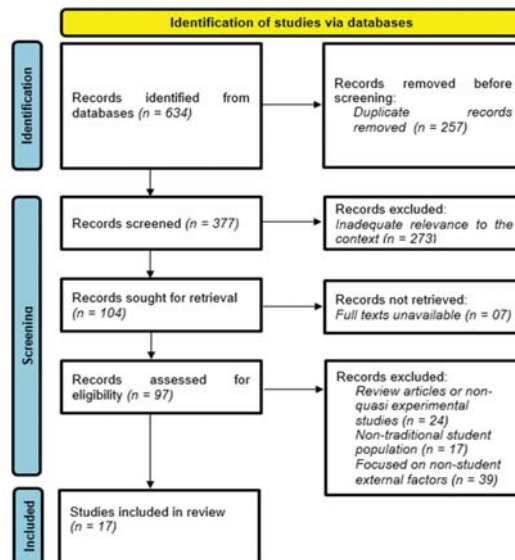 Identification of studies via databases
Identification
Records identified from
databases (n = 634)
Records removed before
screening:
Duplicate records
removed (n = 257)
Screening
Records screened (n = 377)
Records excluded:
Inadequate relevance to the
context (n = 273)
Records sought for retrieval
(n = 104)
Records not retrieved:
Full texts unavailable (n = 07)
Records assessed for
eligibility (n = 97)
Records excluded:
Review articles or non-
quasi experimental
studies (n = 24)
Non-traditional student
population (n = 17)
Focused on non-student
external factors (n = 39)
Included
Studies included in review
(n = 17)